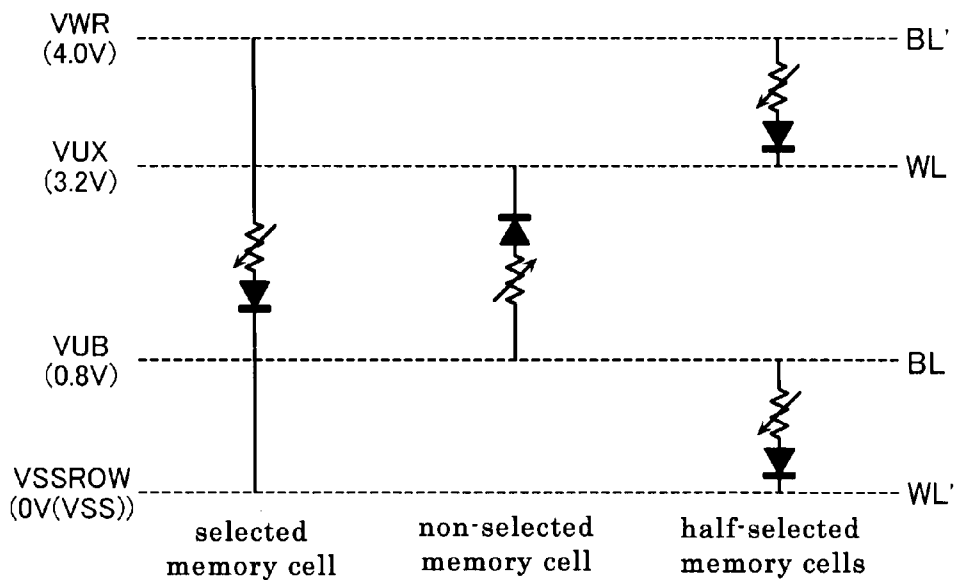 VWR
(4.0V)
BL'
VUX
(3.2V)
WL
VUB
(0.8V)
BL
VSSROW
(0V(VSS))
WL'
selected
memory cell
non-selected
memory cell
half-selected
memory cells